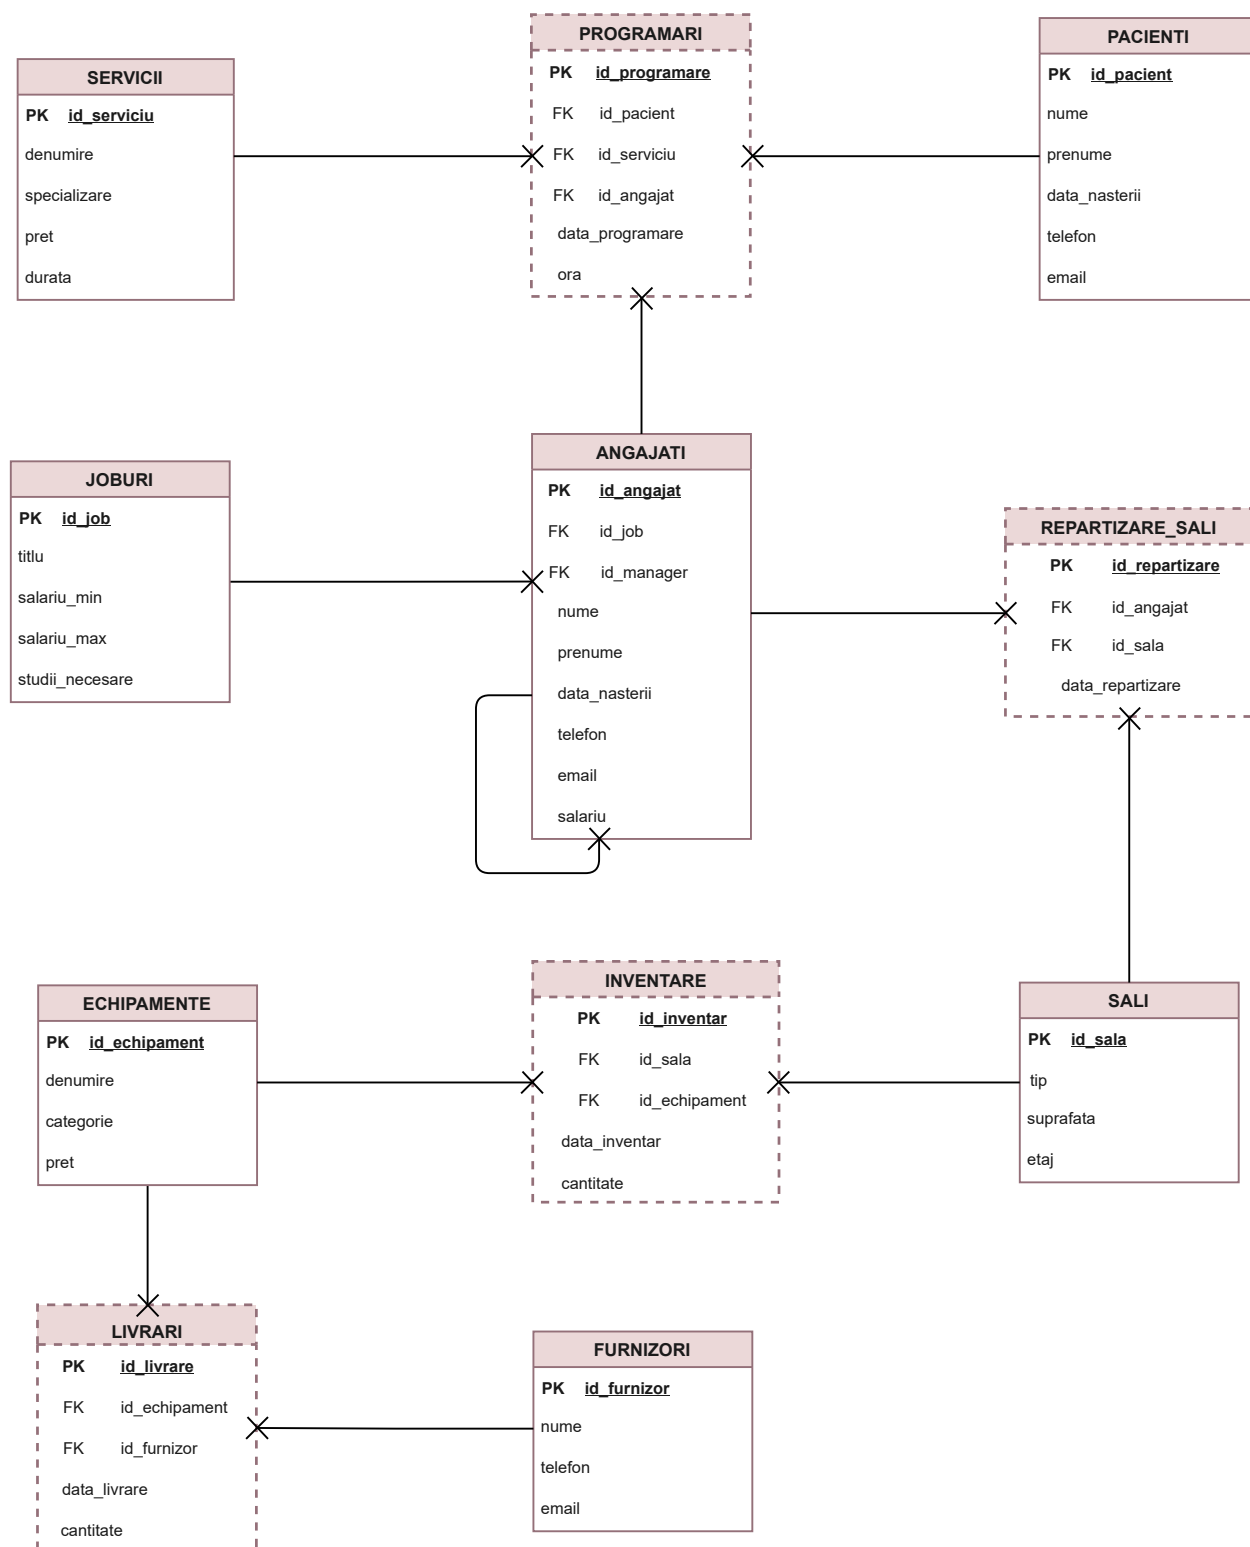 PROGRAMARI
PK id_programare
FK id_pacient
FK id_serviciu
FK id_angajat
data_programare
ora
PACIENTI
PK id_pacient
nume
prenume
data_nasterii
telefon
email
SERVICII
PK id_serviciu
denumire
specializare
pret
durata
ANGAJATI
PK id_angajat
FK id_job
FK id_manager
nume
prenume
data_nasterii
telefon
email
salariu
JOBURI
PK id_job
titlu
salariu_min
salariu_max
studii_necesare
REPARTIZARE_SALI
PK id_repartizare
FK id_angajat
FK id_sala
data_repartizare
INVENTARE
PK id_inventar
FK id_sala
FK id_echipament
data_inventar
cantitate
ECHIPAMENTE
PK id_echipament
denumire
categorie
pret
SALI
PK id_sala
tip
suprafata
etaj
LIVRARI
PK id_livrare
FK id_echipament
FK id_furnizor
data_livrare
cantitate
FURNIZORI
PK id_furnizor
nume
telefon
email